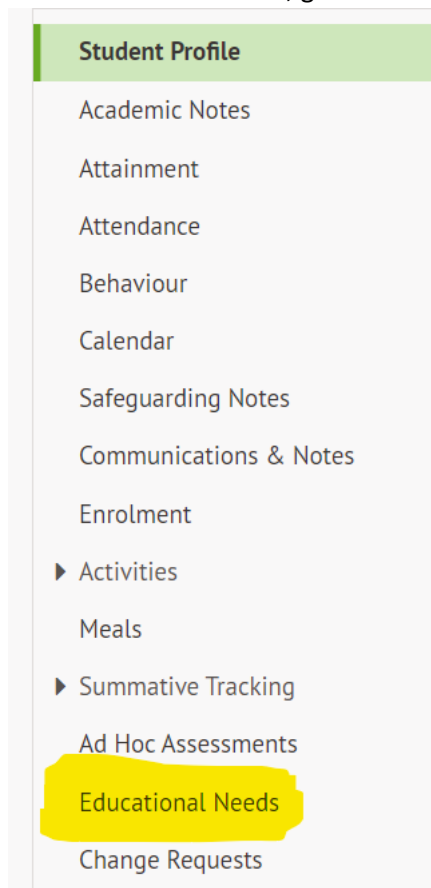 Student Profile
Academic Notes
Attainment
Attendance
Behaviour
Calendar
Safeguarding Notes
Communications & Notes
Enrolment
Activities
Meals
Summative Tracking
Ad Hoc Assessments
Educational Needs
Change Requests